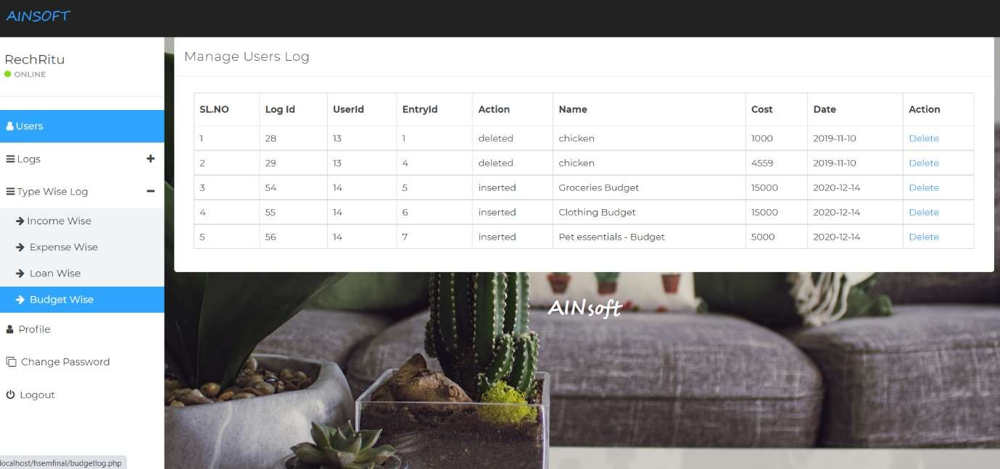 AINSOFT
RechRitu
ONLINE
Users
Logs
Type Wise Log
Income Wise
Expense Wise
Loan Wise
Budget Wise
Profile
Change Password
Logout
localhost/hsemfinal/budgetlog.php
Manage Users Log
SL.NO Log Id UserId EntryId Action Name Cost Date Action
1 28 13 1 deleted chicken 1000 2019-11-10 Delete
2 29 13 4 deleted chicken 4559 2019-11-10 Delete
3 54 14 5 inserted Groceries Budget 15000 2020-12-14 Delete
4 55 14 6 inserted Clothing Budget 15000 2020-12-14 Delete
5 56 14 7 inserted Pet essentials - Budget 5000 2020-12-14 Delete
AINsoft